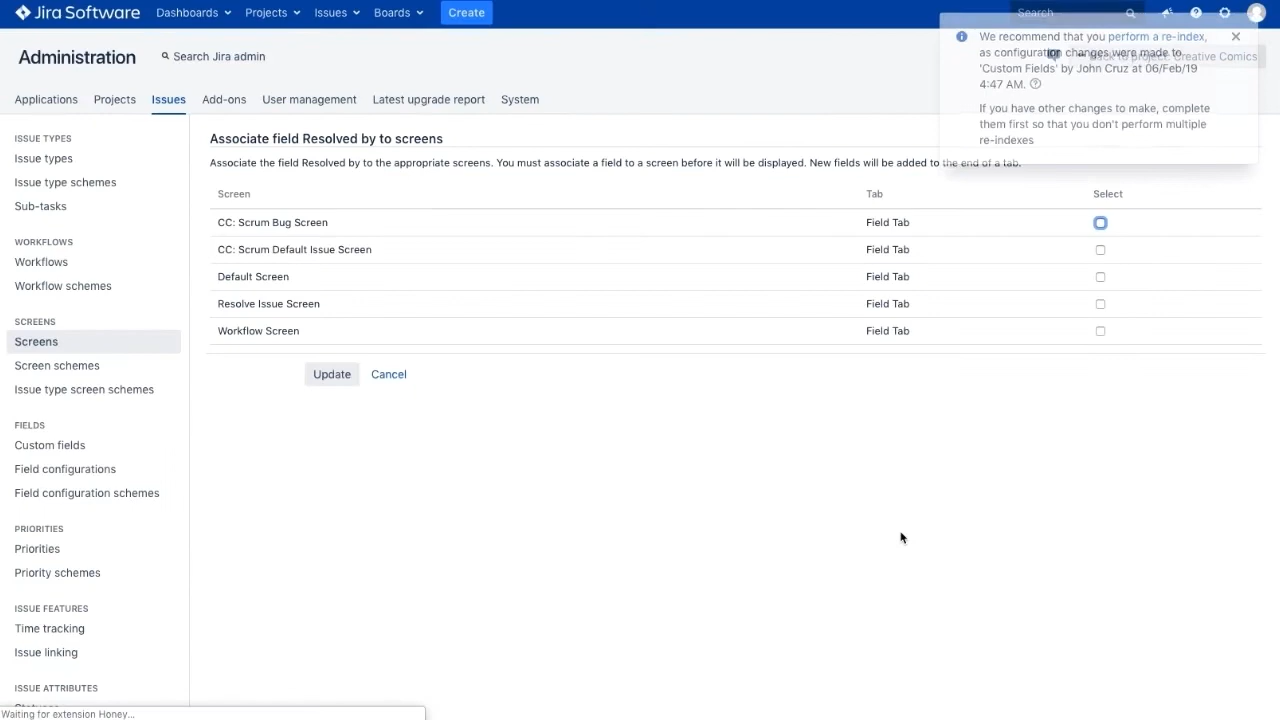 Jira Software Dashboards Projects Issues Boards Create Search
Administration Search Jira admin
Back to project: Creative Comics
We recommend that you perform a re-index,
as configuration changes were made to
'Custom Fields' by John Cruz at 06/Feb/19
4:47 AM.
If you have other changes to make, complete
them first so that you don't perform multiple
re-indexes
Applications Projects Issues Add-ons User management Latest upgrade report System
ISSUE TYPES
Issue types
Issue type schemes
Sub-tasks
WORKFLOWS
Workflows
Workflow schemes
SCREENS
Screens
Screen schemes
Issue type screen schemes
FIELDS
Custom fields
Field configurations
Field configuration schemes
PRIORITIES
Priorities
Priority schemes
ISSUE FEATURES
Time tracking
Issue linking
ISSUE ATTRIBUTES
Associate field Resolved by to screens
Associate the field Resolved by to the appropriate screens. You must associate a field to a screen before it will be displayed. New fields will be added to the end of a tab.
Screen Tab Select
CC: Scrum Bug Screen Field Tab
CC: Scrum Default Issue Screen Field Tab
Default Screen Field Tab
Resolve Issue Screen Field Tab
Workflow Screen Field Tab
Update Cancel
Waiting for extension Honey...